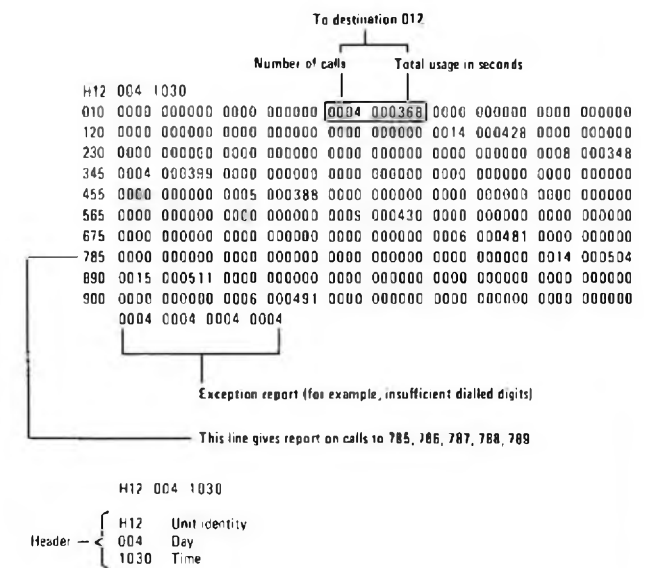 To destination 012
Number of calls Total usage in seconds
H12 004 1030
010 0000 000000 0000 000000 0004 000368 0000 000000 0000 000000
120 0000 000000 0000 000000 0000 000000 0014 000428 0000 000000
230 0000 000000 0000 000000 0000 000000 0000 000000 0008 000348
345 0004 000399 0000 000000 0000 000000 0000 000000 0000 000000
455 0000 000000 0005 000388 0000 000000 0000 000000 0000 000000
565 0000 000000 0000 000000 0009 000430 0000 000000 0000 000000
675 0000 000000 0000 000000 0000 000000 0006 000481 0000 000000
785 0000 000000 0000 000000 0000 000000 0000 000000 0014 000504
890 0015 000511 0000 000000 0000 000000 0000 000000 0000 000000
900 0000 000000 0006 000491 0000 000000 0000 000000 0000 000000
0004 0004 0004 0004
Exception report (for example, insufficient dialled digits)
This line gives report on calls to 785, 786, 787, 788, 789
H12 004 1030
H12 Unit identity
Header 004 Day
1030 Time